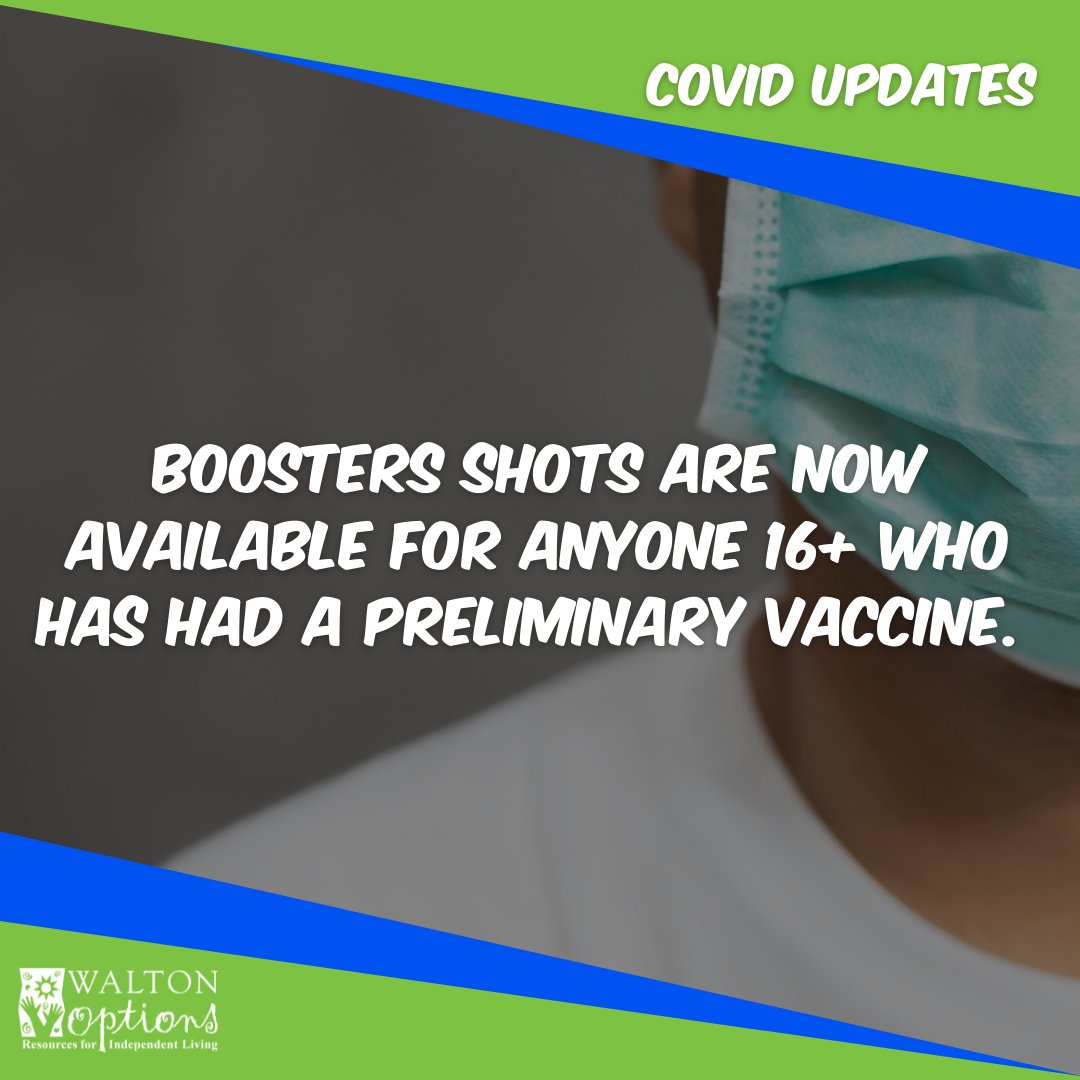 COVID UPDATES
BOOSTERS SHOTS ARE NOW
AVAILABLE FOR ANYONE 16+ WHO
HAS HAD A PRELIMINARY VACCINE.
WALTON
Options
Resources for Independent Living